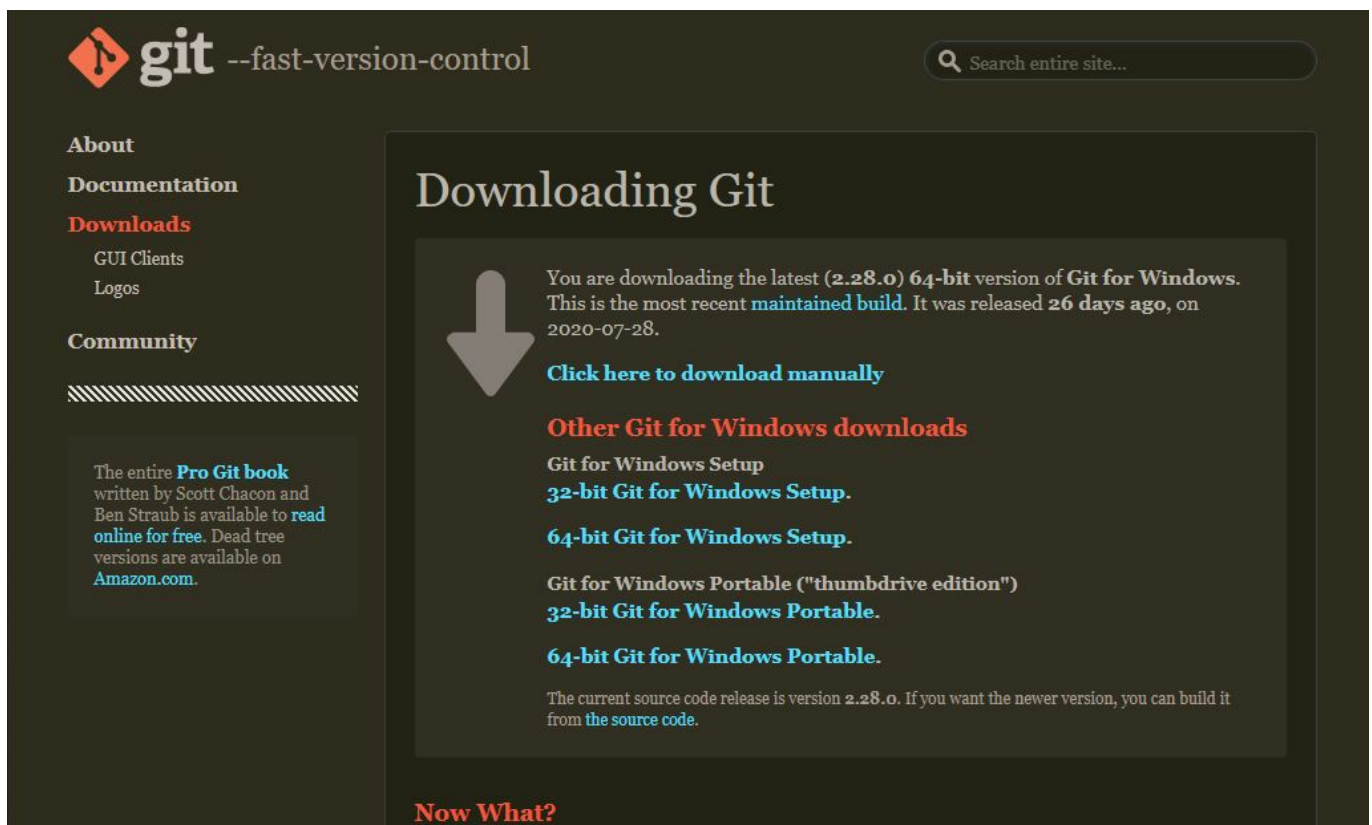 git --fast-version-control
Search entire site...
About
Documentation
Downloads
GUI Clients
Logos
Community
The entire Pro Git book
written by Scott Chacon and
Ben Straub is available to read
online for free. Dead tree
versions are available on
Amazon.com.
Downloading Git
You are downloading the latest (2.28.0) 64-bit version of Git for Windows.
This is the most recent maintained build. It was released 26 days ago, on
2020-07-28.
Click here to download manually
Other Git for Windows downloads
Git for Windows Setup
32-bit Git for Windows Setup.
64-bit Git for Windows Setup.
Git for Windows Portable ("thumbdrive edition")
32-bit Git for Windows Portable.
64-bit Git for Windows Portable.
The current source code release is version 2.28.0. If you want the newer version, you can build it
from the source code.
Now What?